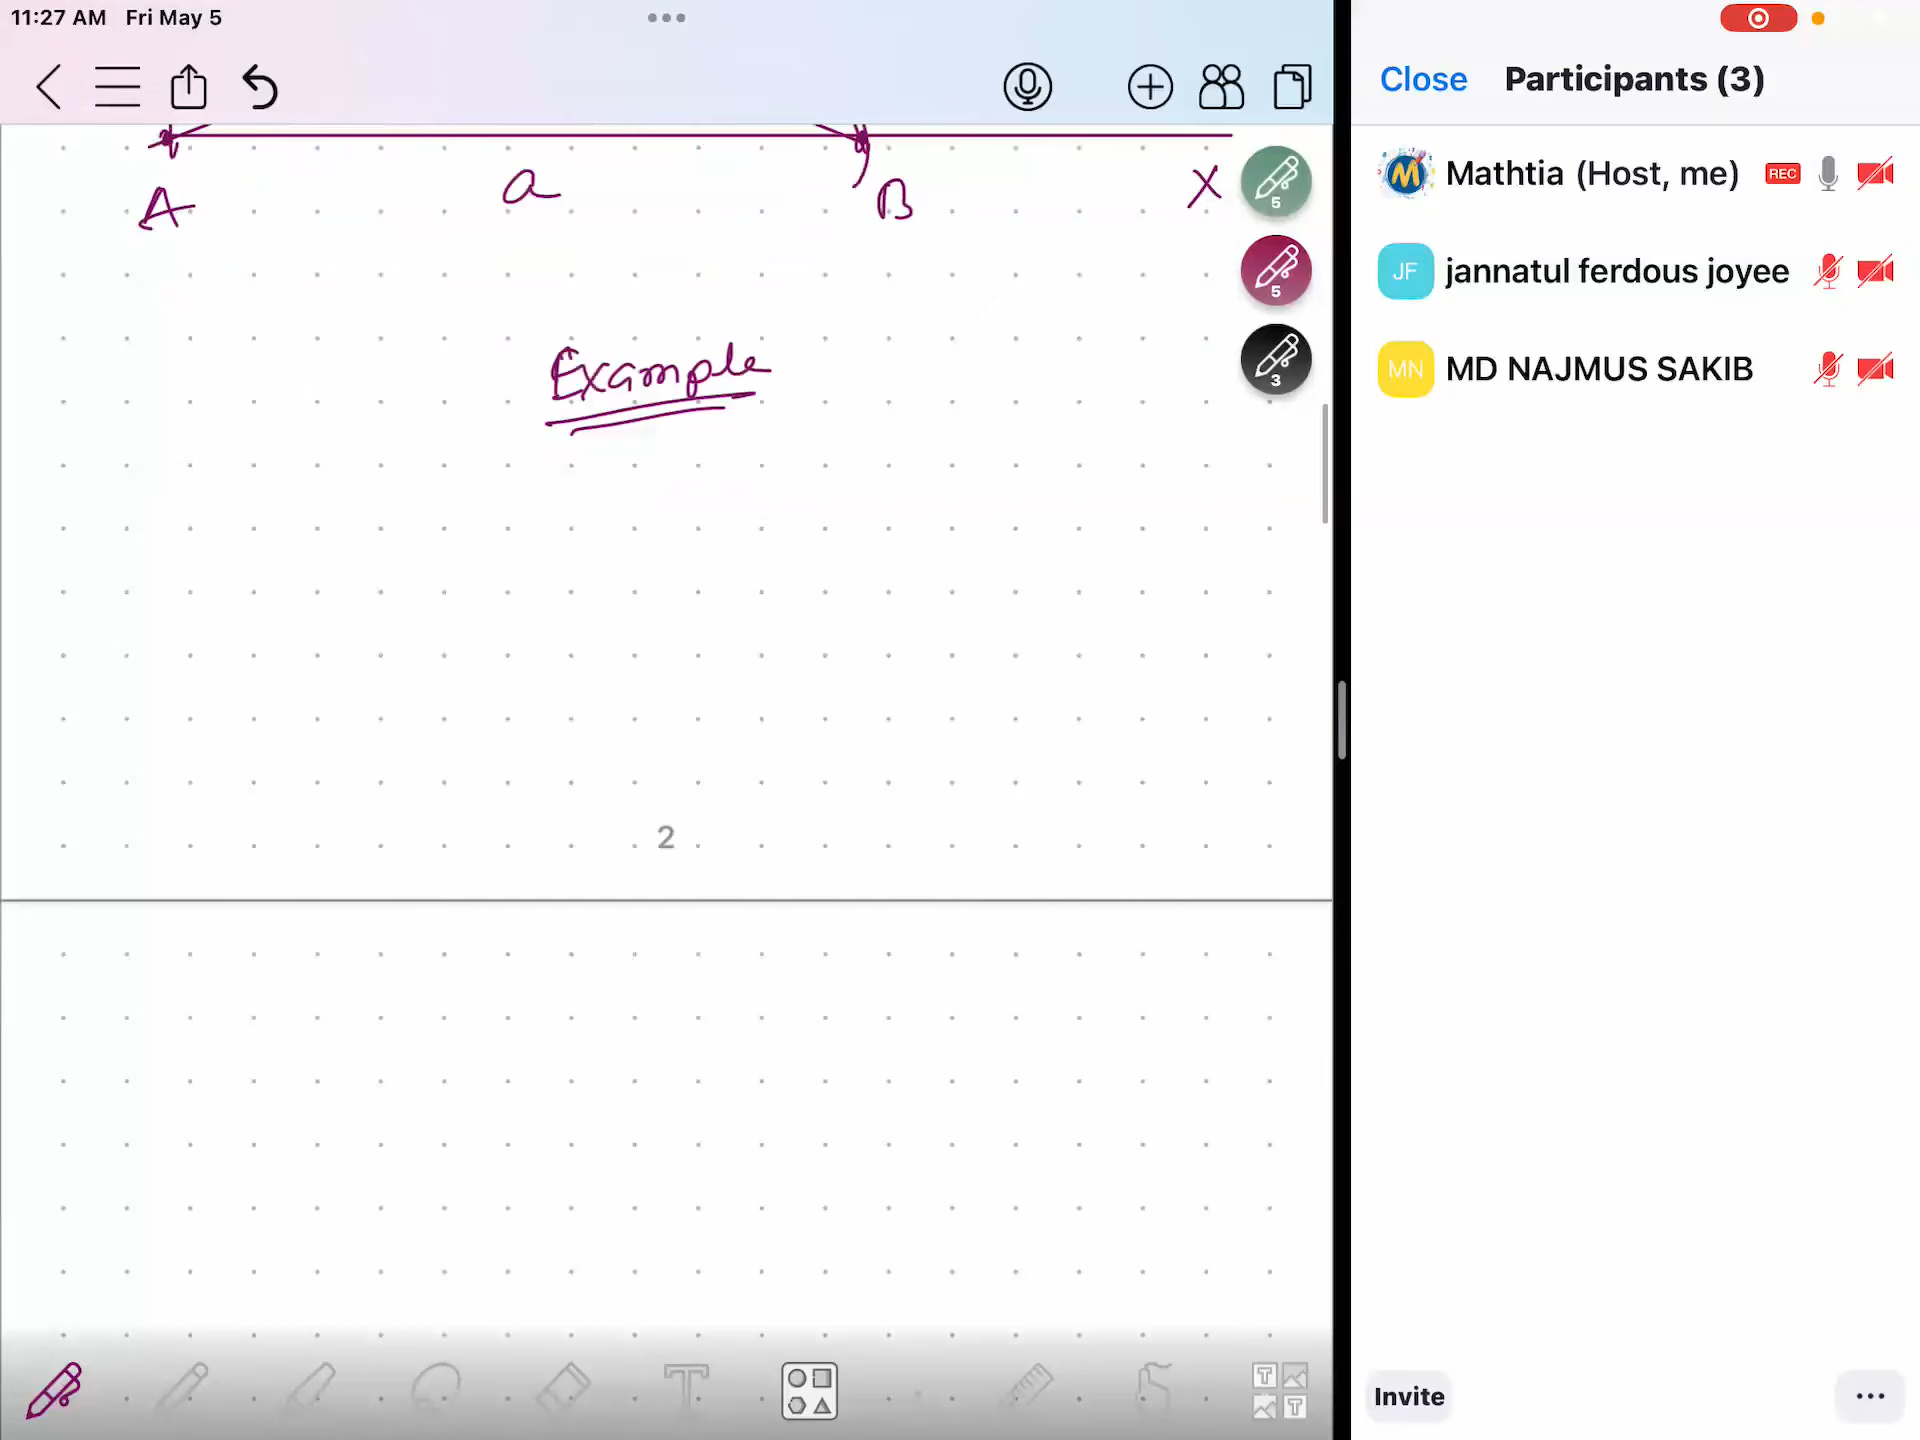 11:27 AM Fri May 5
Close Participants (3)
Mathtia (Host, me) REC
JF jannatul ferdous joyee
MN MD NAJMUS SAKIB
A a B X
5
5
3
Example
2
T
T
T
Invite